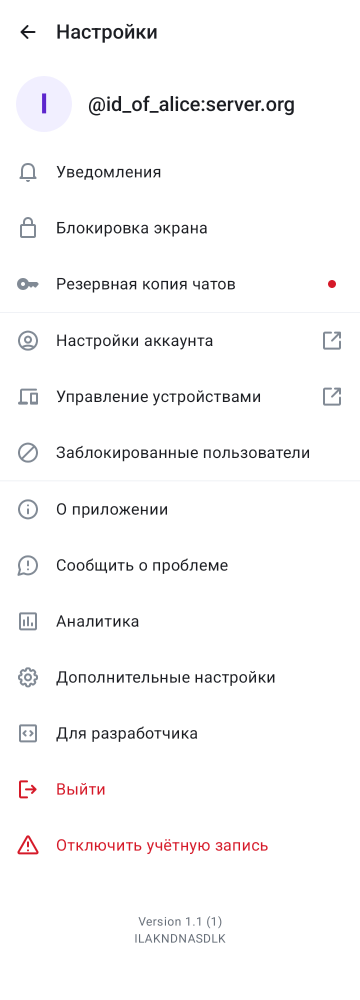 Настройки
I
@id_of_alice:server.org
Уведомления
Блокировка экрана
Резервная копия чатов
Настройки аккаунта
Управление устройствами
Заблокированные пользователи
О приложении
Сообщить о проблеме
Аналитика
Дополнительные настройки
Для разработчика
Выйти
Отключить учётную запись
Version 1.1 (1)
ILAKNDNASDLK